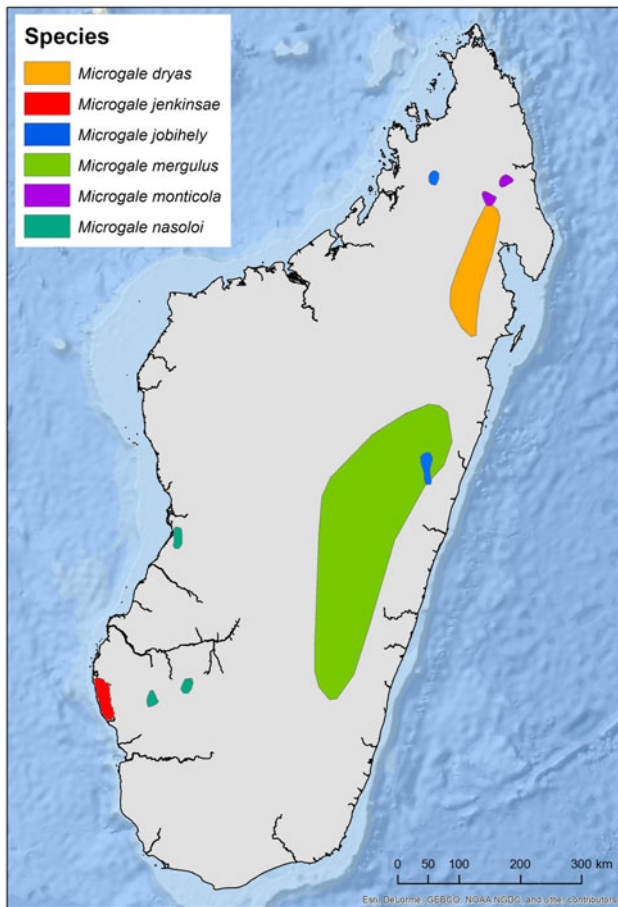 Species
Microgale dryas
Microgale jenkinsae
Microgale jobihely
Microgale mergulus
Microgale monticola
Microgale nasoloi
0 50 100 200 300 km
Esri, DeLorme, GEBCO, NOAA NGDC, and other contributors